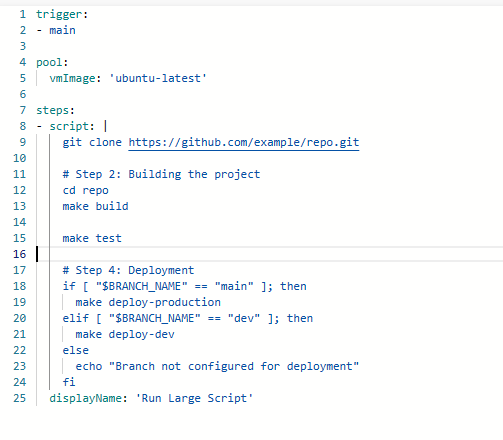 1 trigger:
2 - main
3
4 pool:
5   vmImage: 'ubuntu-latest'
6
7 steps:
8 - script: |
9     git clone https://github.com/example/repo.git
10
11     # Step 2: Building the project
12     cd repo
13     make build
14
15     make test
16
17     # Step 4: Deployment
18     if [ "$BRANCH_NAME" == "main" ]; then
19       make deploy-production
20     elif [ "$BRANCH_NAME" == "dev" ]; then
21       make deploy-dev
22     else
23       echo "Branch not configured for deployment"
24     fi
25   displayName: 'Run Large Script'